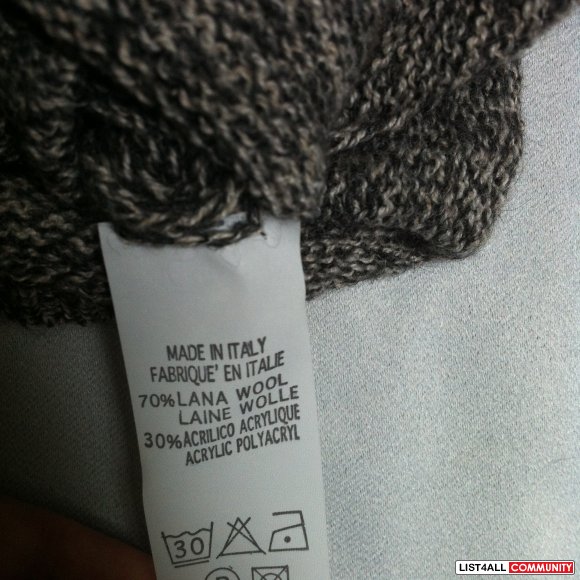 MADE IN ITALY
FABRIQUE' EN ITALIE
70% LANA WOOL
LAINE WOLLE
30% ACRILICO ACRYLIQUE
ACRYLIC POLYACRYL
30
P
LIST4ALL COMMUNITY